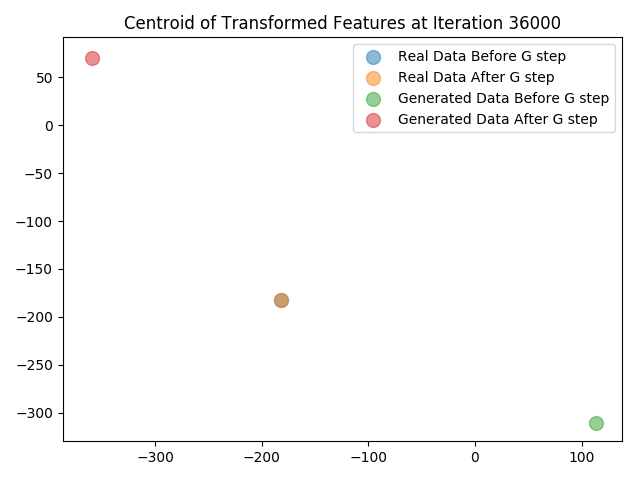 Centroid of Transformed Features at Iteration 36000
Real Data Before G step
Real Data After G step
Generated Data Before G step
Generated Data After G step
50
0
−50
−100
−150
−200
−250
−300
−300
−200
−100
0
100